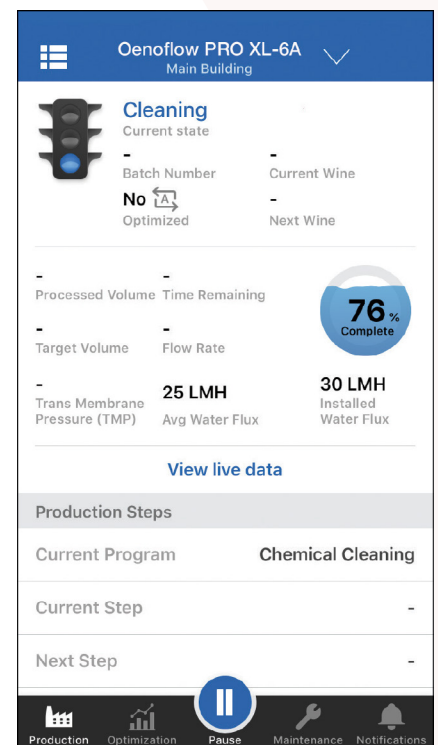 Oenoflow PRO XL-6A
Main Building
Cleaning
Current state
- -
Batch Number Current Wine
No A -
Optimized Next Wine
- -
Processed Volume Time Remaining
76 %
Complete
- -
Target Volume Flow Rate
- 25 LMH 30 LMH
Trans Membrane Installed
Pressure (TMP) Avg Water Flux Water Flux
View live data
Production Steps
Current Program Chemical Cleaning
Current Step -
Next Step -
Production Optimization Pause Maintenance Notifications